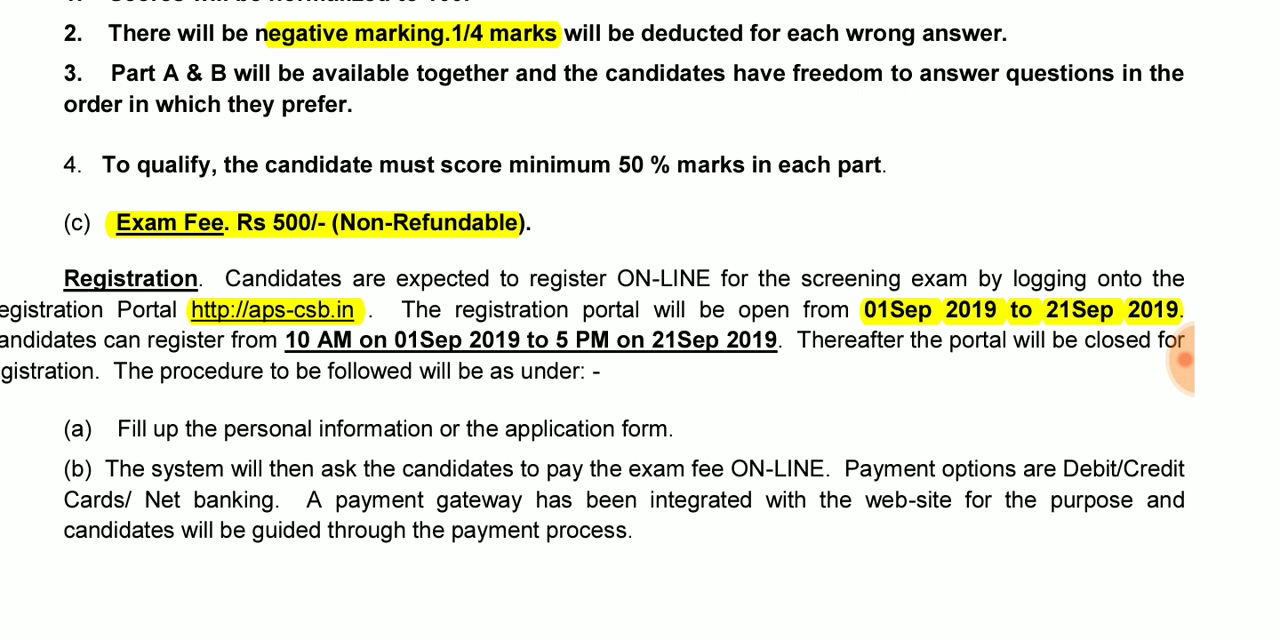 2. There will be negative marking.1/4 marks will be deducted for each wrong answer.
3. Part A & B will be available together and the candidates have freedom to answer questions in the
order in which they prefer.
4. To qualify, the candidate must score minimum 50 % marks in each part.
(c) Exam Fee. Rs 500/- (Non-Refundable).
Registration. Candidates are expected to register ON-LINE for the screening exam by logging onto the
egistration Portal http://aps-csb.in . The registration portal will be open from 01Sep 2019 to 21Sep 2019.
andidates can register from 10 AM on 01Sep 2019 to 5 PM on 21Sep 2019. Thereafter the portal will be closed for
gistration. The procedure to be followed will be as under: -
(a) Fill up the personal information or the application form.
(b) The system will then ask the candidates to pay the exam fee ON-LINE. Payment options are Debit/Credit
Cards/ Net banking. A payment gateway has been integrated with the web-site for the purpose and
candidates will be guided through the payment process.